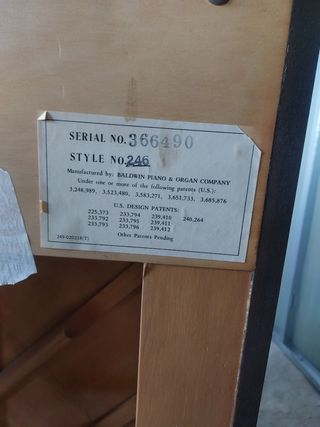 SERIAL NO. 366490
STYLE NO. 246
Manufactured by: BALDWIN PIANO & ORGAN COMPANY
Under one or more of the following patents (U.S.):
3,248,989, 3,523,480, 3,583,271, 3,651,733, 3,685,876
U.S. DESIGN PATENTS:
225,373 233,794 239,410 240,264
233,792 233,795 239,411
233,793 233,796 239,412
Other Patents Pending
249-020218(T)